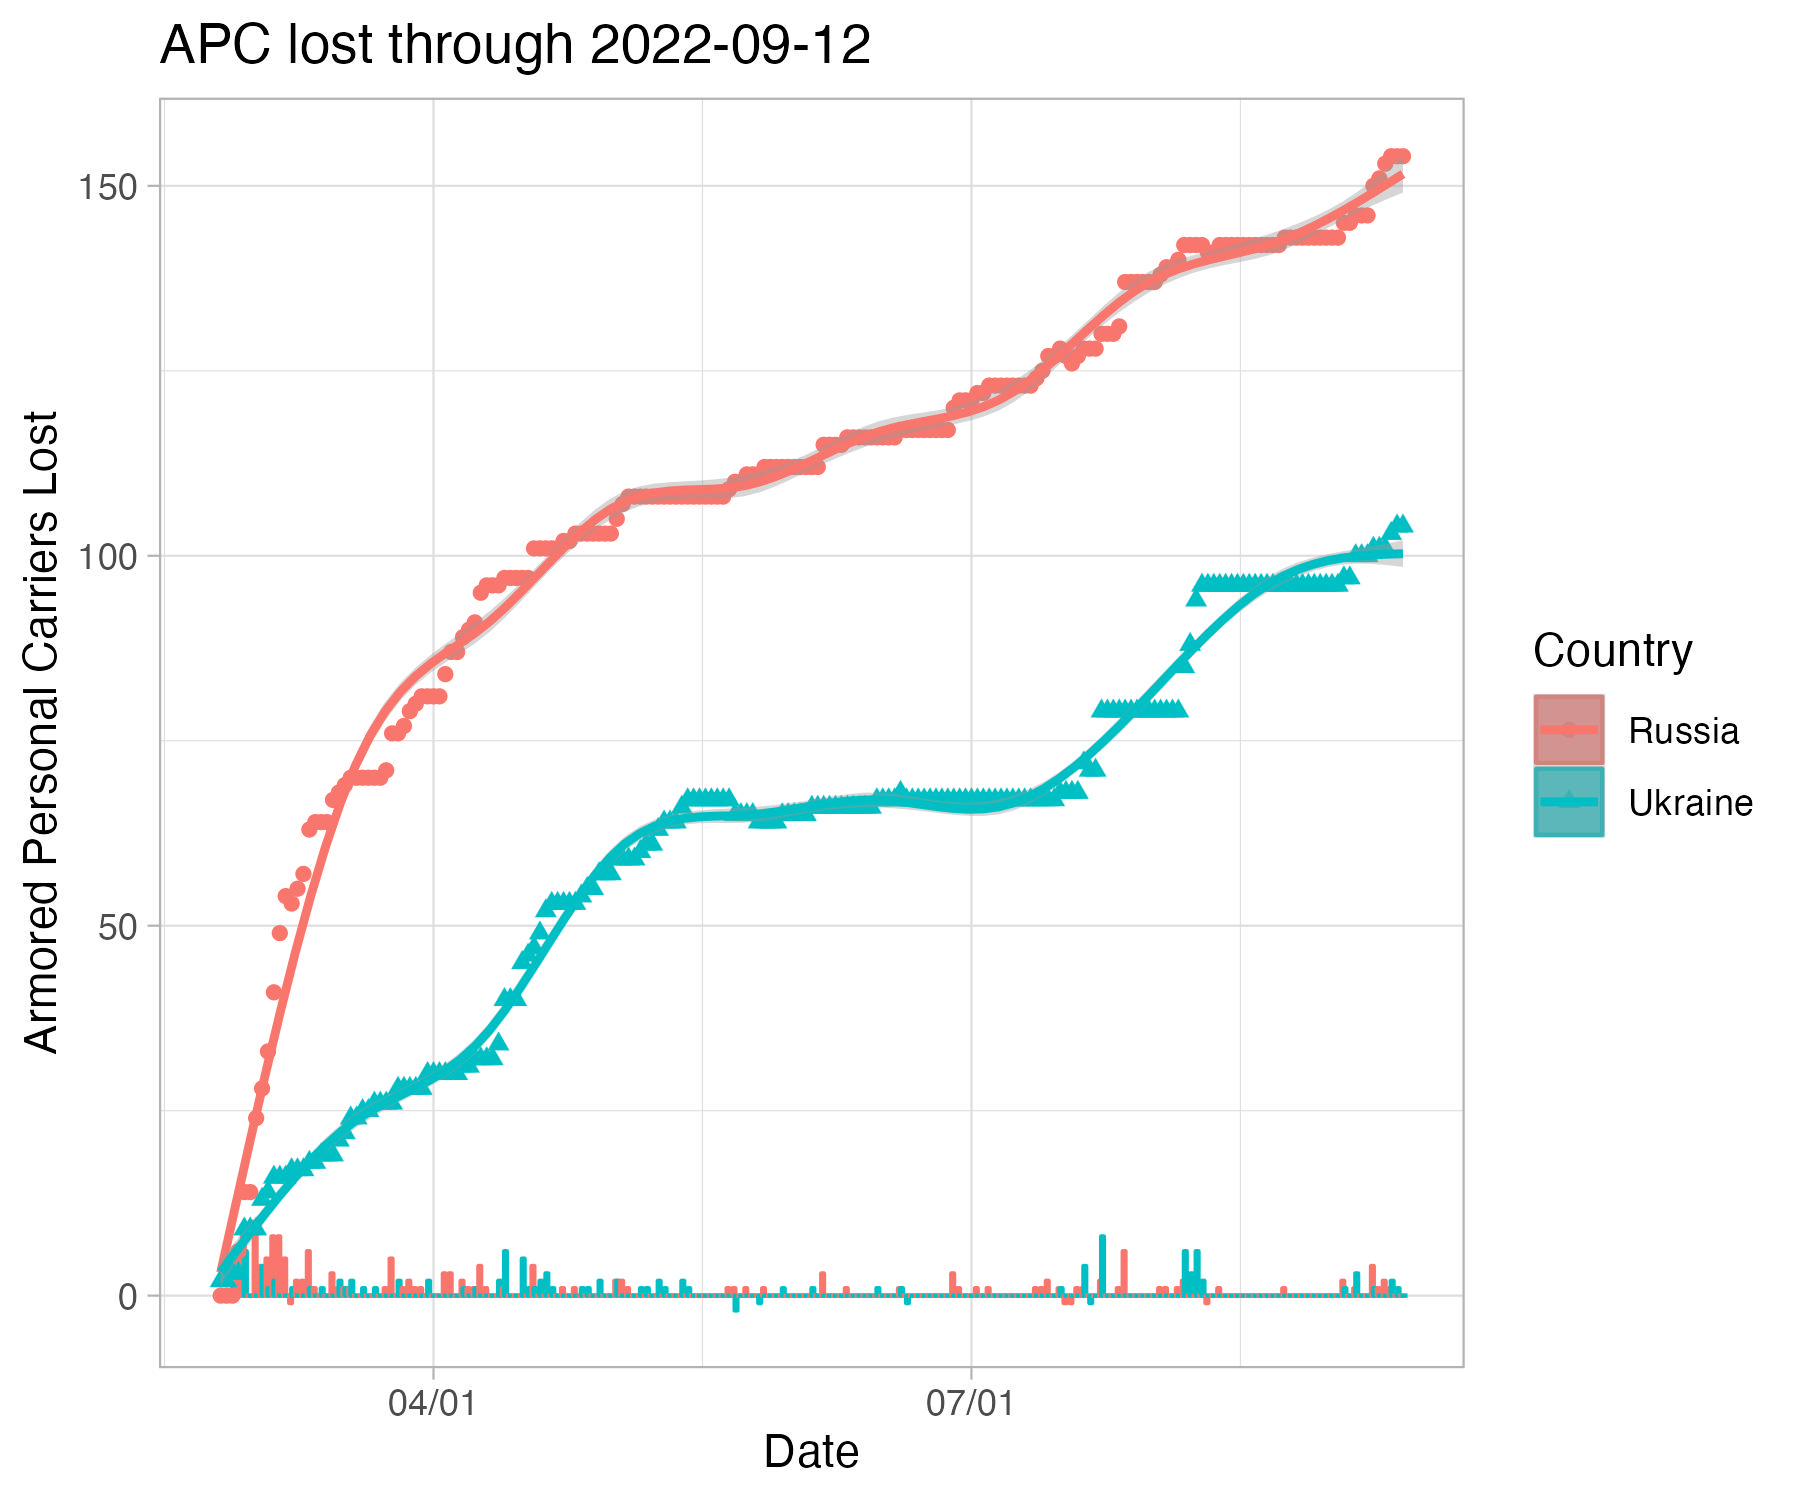 APC lost through 2022-09-12
Armored Personal Carriers Lost
150
100
50
0
04/01
07/01
Date
Country
Russia
Ukraine